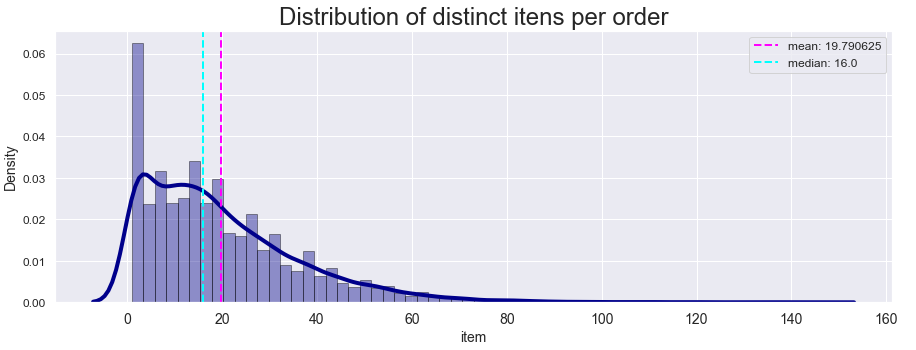 Distribution of distinct itens per order
mean: 19.790625
median: 16.0
Density
0.06
0.05
0.04
0.03
0.02
0.01
0.00
0 20 40 60 80 100 120 140 160
item